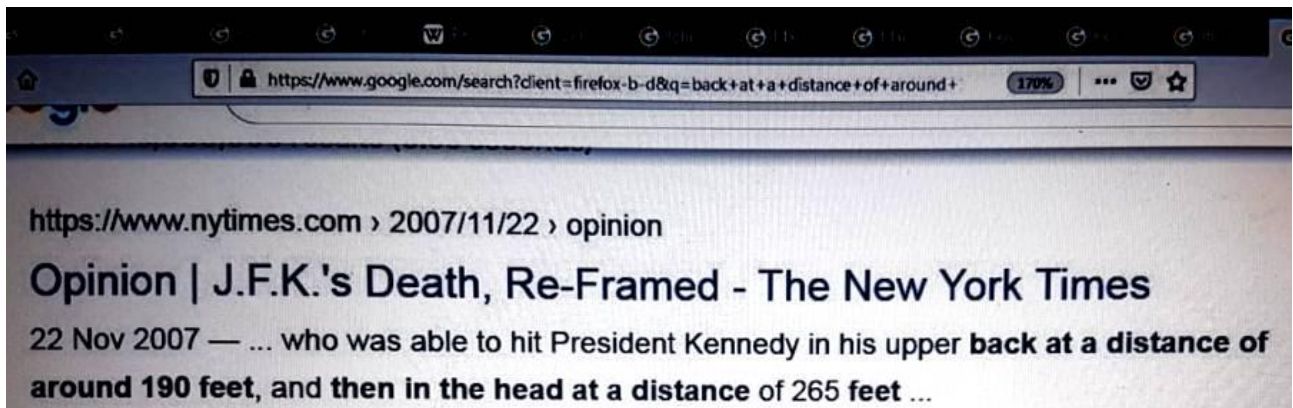 https://www.google.com/search?client=firefox-b-d&q=back+at+a+distance+of+around+ 170%
https://www.nytimes.com › 2007/11/22 › opinion
Opinion | J.F.K.'s Death, Re-Framed - The New York Times
22 Nov 2007 — ... who was able to hit President Kennedy in his upper back at a distance of
around 190 feet, and then in the head at a distance of 265 feet ...